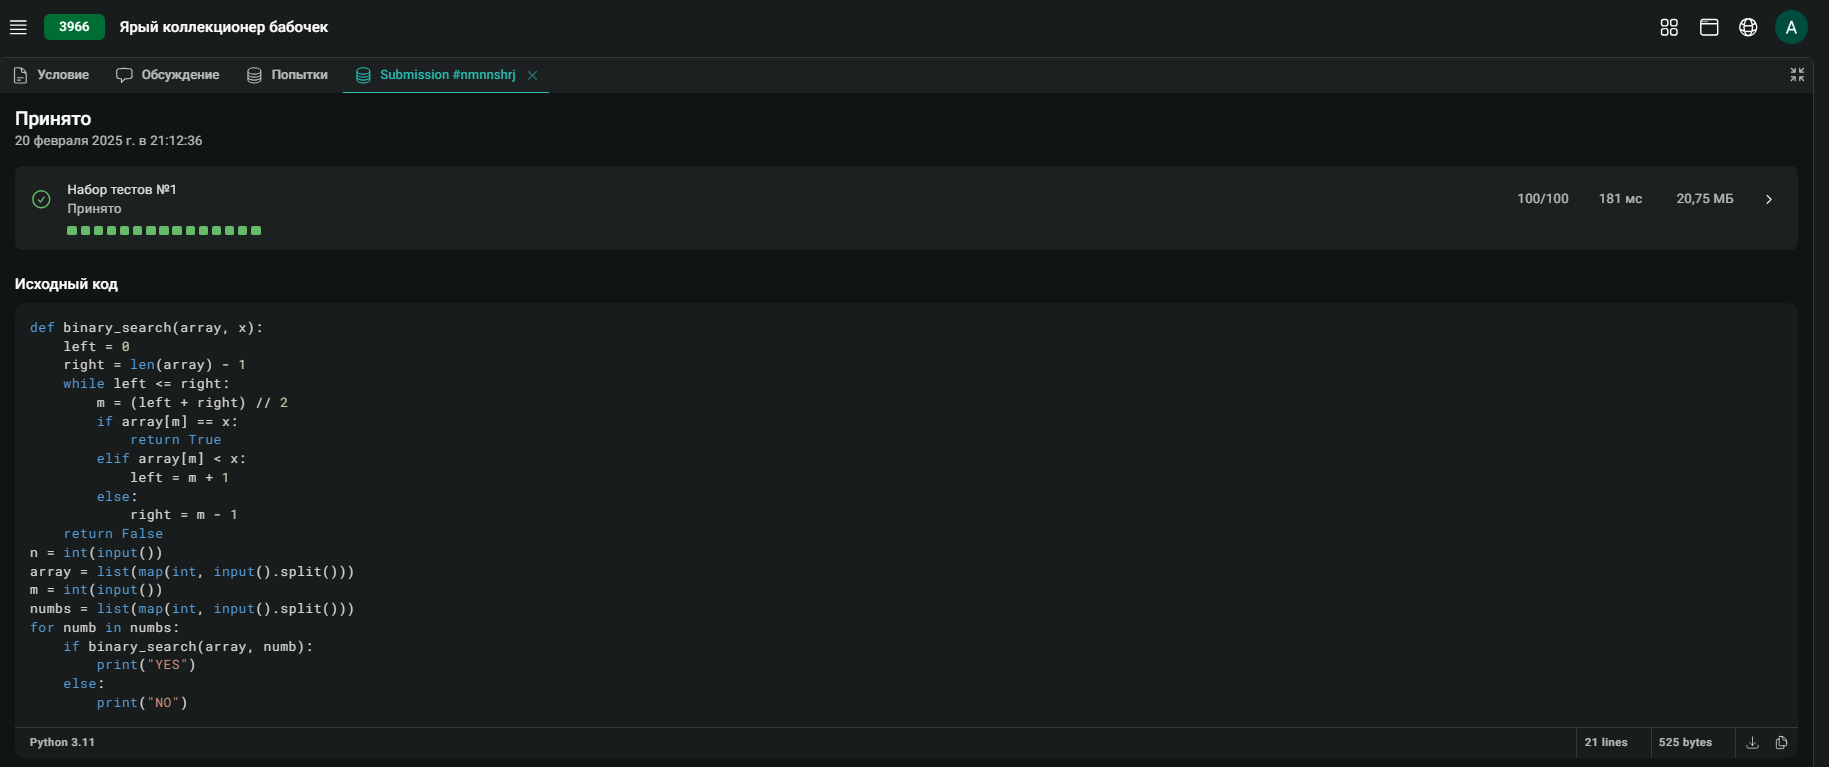 3966 Ярый коллекционер бабочек A
Условие Обсуждение Попытки Submission #nmnnshrj
Принято
20 февраля 2025 г. в 21:12:36
Набор тестов №1
Принято
100/100 181 мс 20,75 МБ
Исходный код
def binary_search(array, x):
    left = 0
    right = len(array) - 1
    while left <= right:
        m = (left + right) // 2
        if array[m] == x:
            return True
        elif array[m] < x:
            left = m + 1
        else:
            right = m - 1
    return False
n = int(input())
array = list(map(int, input().split()))
m = int(input())
numbs = list(map(int, input().split()))
for numb in numbs:
    if binary_search(array, numb):
        print("YES")
    else:
        print("NO")
Python 3.11 21 lines 525 bytes